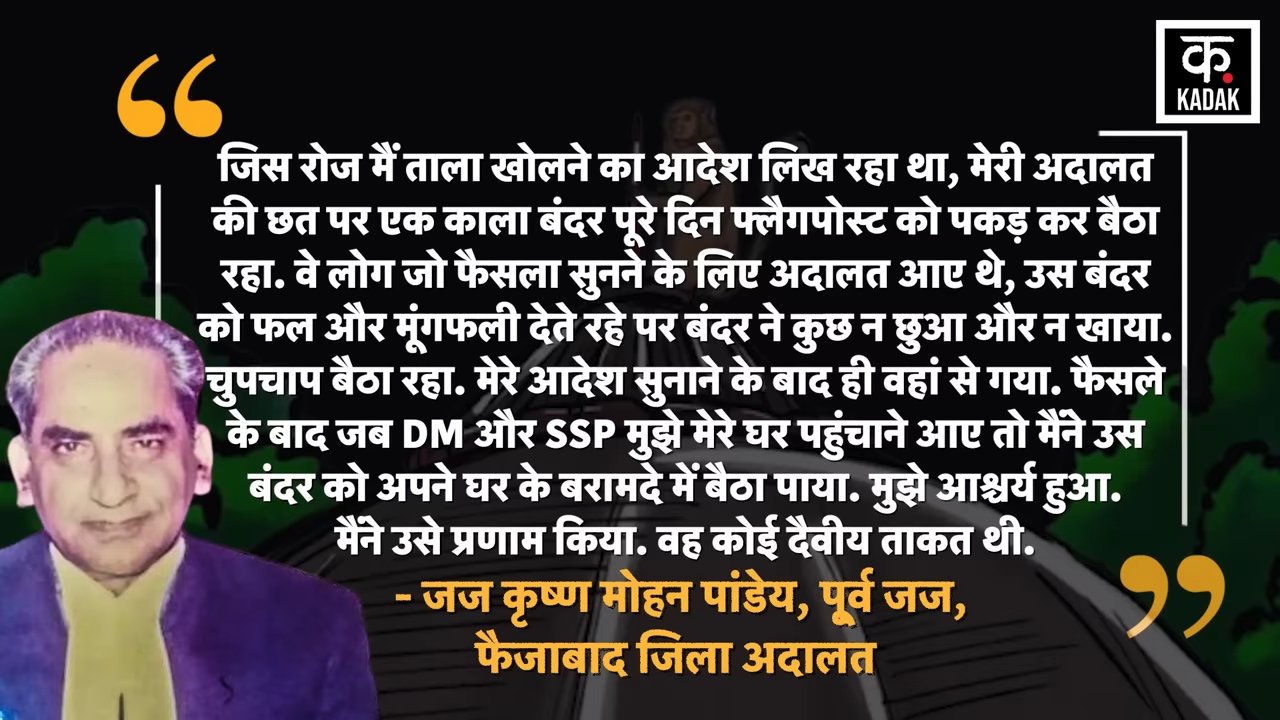 क.
KADAK
जिस रोज मैं ताला खोलने का आदेश लिख रहा था, मेरी अदालत
की छत पर एक काला बंदर पूरे दिन फ्लैगपोस्ट को पकड़ कर बैठा
रहा. वे लोग जो फैसला सुनने के लिए अदालत आए थे, उस बंदर
को फल और मूंगफली देते रहे पर बंदर ने कुछ न छुआ और न खाया.
चुपचाप बैठा रहा. मेरे आदेश सुनाने के बाद ही वहां से गया. फैसले
के बाद जब DM और SSP मुझे मेरे घर पहुंचाने आए तो मैंने उस
बंदर को अपने घर के बरामदे में बैठा पाया. मुझे आश्चर्य हुआ.
मैंने उसे प्रणाम किया. वह कोई दैवीय ताकत थी.
- जज कृष्ण मोहन पांडेय, पूर्व जज,
फैजाबाद जिला अदालत